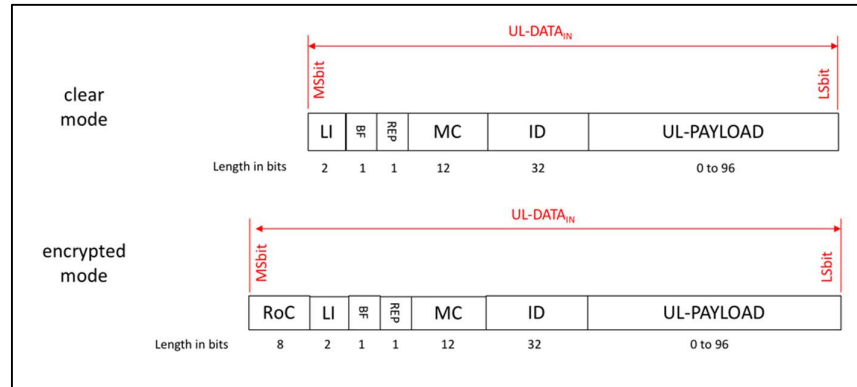 UL-DATAIN
clear
mode
MSbit
LSbit
LI BF REP MC ID UL-PAYLOAD
Length in bits 2 1 1 12 32 0 to 96
UL-DATAIN
encrypted
mode
MSbit
LSbit
RoC LI BF REP MC ID UL-PAYLOAD
Length in bits 8 2 1 1 12 32 0 to 96